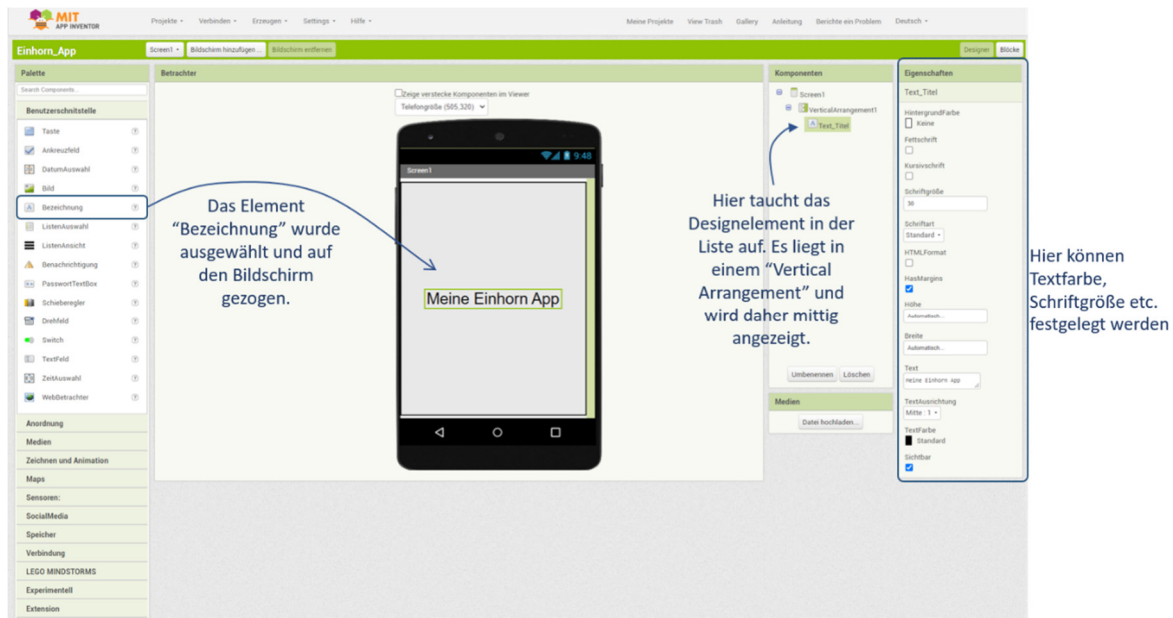 MIT
APP INVENTOR
Projekte Verbinden Erzeugen Settings Hilfe
Meine Projekte View Trash Gallery Anleitung Berichte ein Problem Deutsch
Einhorn_App
Screen1 Bildschirm hinzufügen ... Bildschirm entfernen
Designer Blöcke
Palette
Search Components...
Benutzerschnittstelle
Taste
Ankreuzfeld
DatumAuswahl
Bild
Bezeichnung
ListenAuswahl
ListenAnsicht
Benachrichtigung
PasswortTextBox
Schieberegler
Drehfeld
Switch
TextFeld
ZeitAuswahl
WebBetrachter
Anordnung
Medien
Zeichnen und Animation
Maps
Sensoren:
SocialMedia
Speicher
Verbindung
LEGO MINDSTORMS
Experimentell
Extension
Betrachter
Zeige verstecke Komponenten im Viewer
Telefongröße (505,320)
9:48
Screen1
Das Element
“Bezeichnung” wurde
ausgewählt und auf
den Bildschirm
gezogen.
Meine Einhorn App
Komponenten
Screen1
VerticalArrangement1
Text_Titel
Hier taucht das
Designelement in der
Liste auf. Es liegt in
einem “Vertical
Arrangement” und
wird daher mittig
angezeigt.
Umbenennen Löschen
Medien
Datei hochladen...
Eigenschaften
Text_Titel
HintergrundFarbe
Keine
Fettschrift
Kursivschrift
Schriftgröße
30
Schriftart
Standard
HTMLFormat
HasMargins
Höhe
Automatisch...
Breite
Automatisch...
Text
Meine Einhorn App
TextAusrichtung
Mitte : 1
TextFarbe
Standard
Sichtbar
Hier können
Textfarbe,
Schriftgröße etc.
festgelegt werden